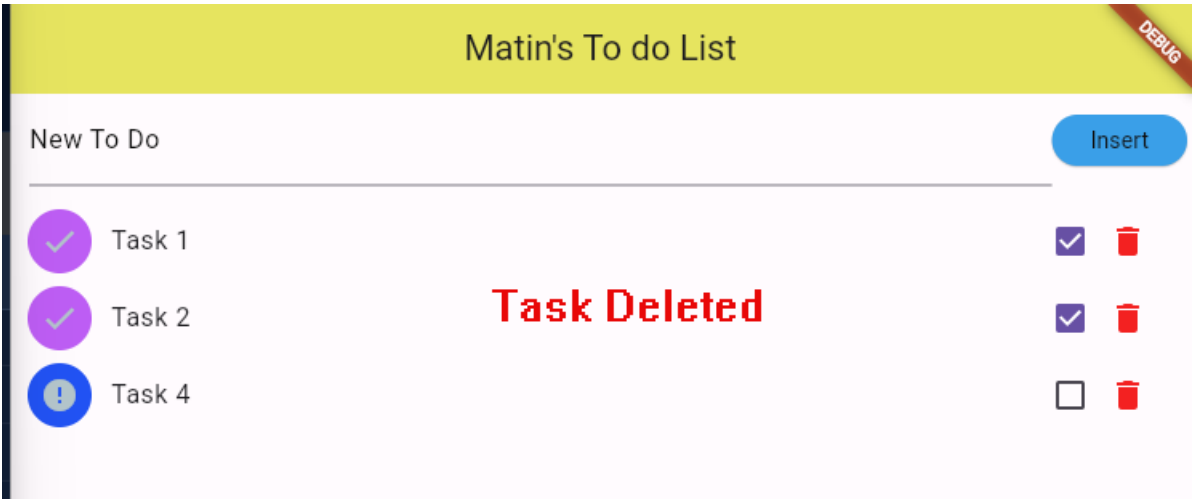 Matin's To do List
DEBUG
New To Do
Insert
Task 1
Task 2
Task Deleted
Task 4